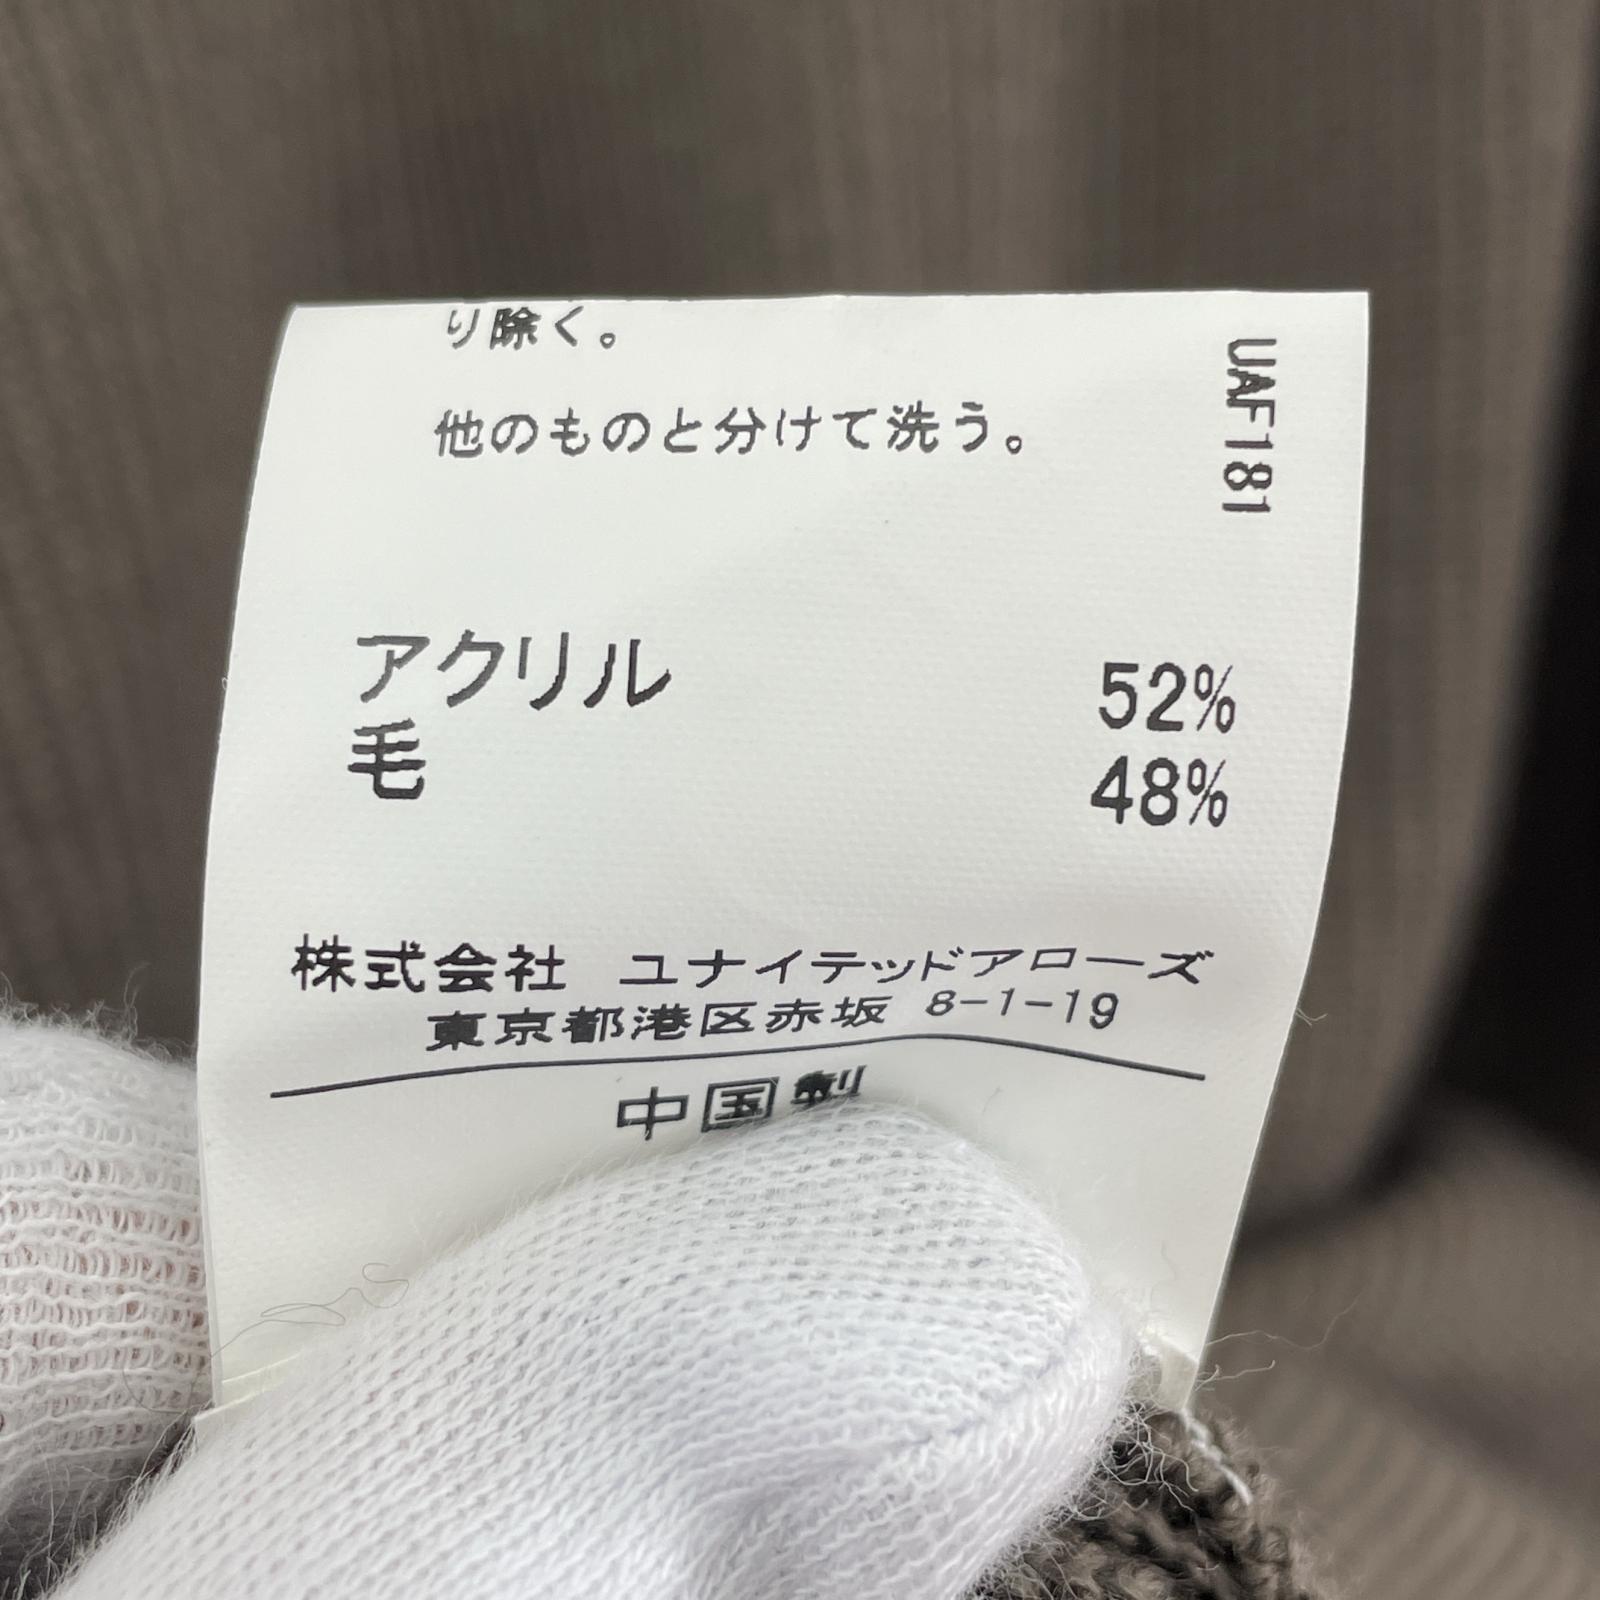 り除く。
他のものと分けて洗う。
UAF181
アクリル 52%
毛 48%
株式会社 ユナイテッドアローズ
東京都港区赤坂 8-1-19
中国製